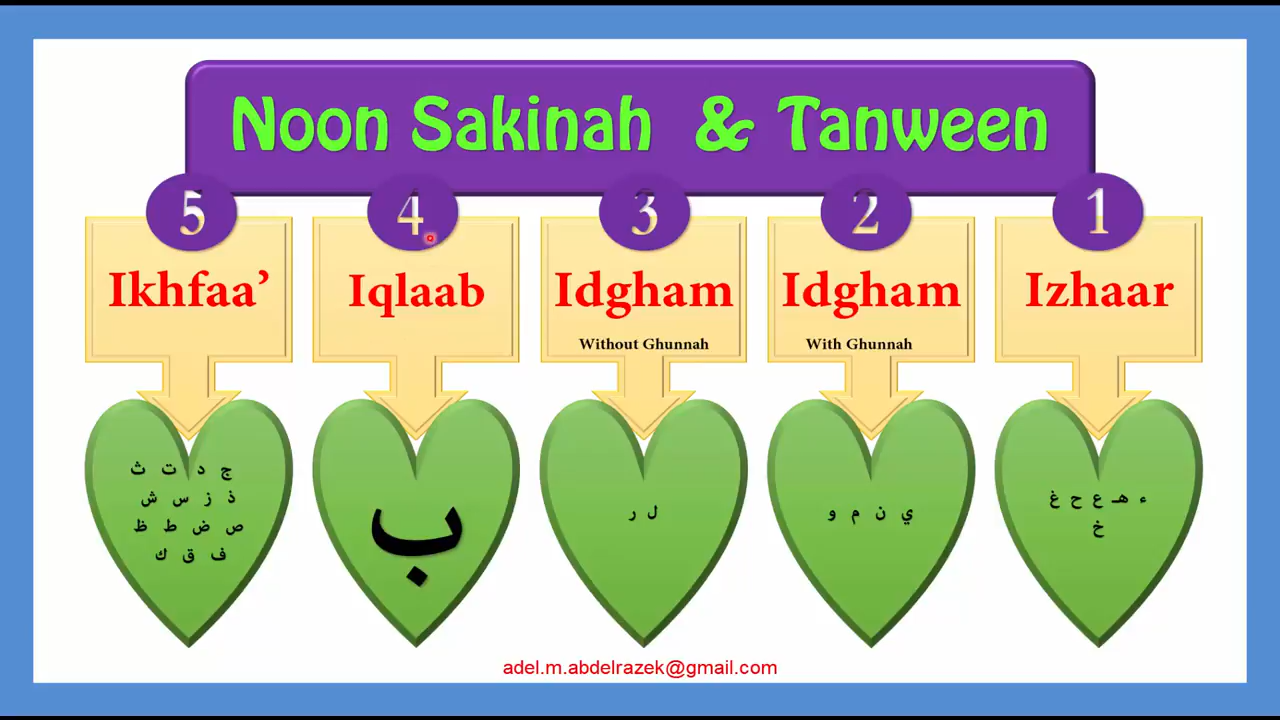 Noon Sakinah & Tanween
5
Ikhfaa’
ج د ت ث
ذ ز س ش
ص ض ط ظ
ف ق ك
4
Iqlaab
ب
3
Idgham
Without Ghunnah
ل ر
2
Idgham
With Ghunnah
ي ن م و
1
Izhaar
ء هـ ع ح غ
خ
adel.m.abdelrazek@gmail.com